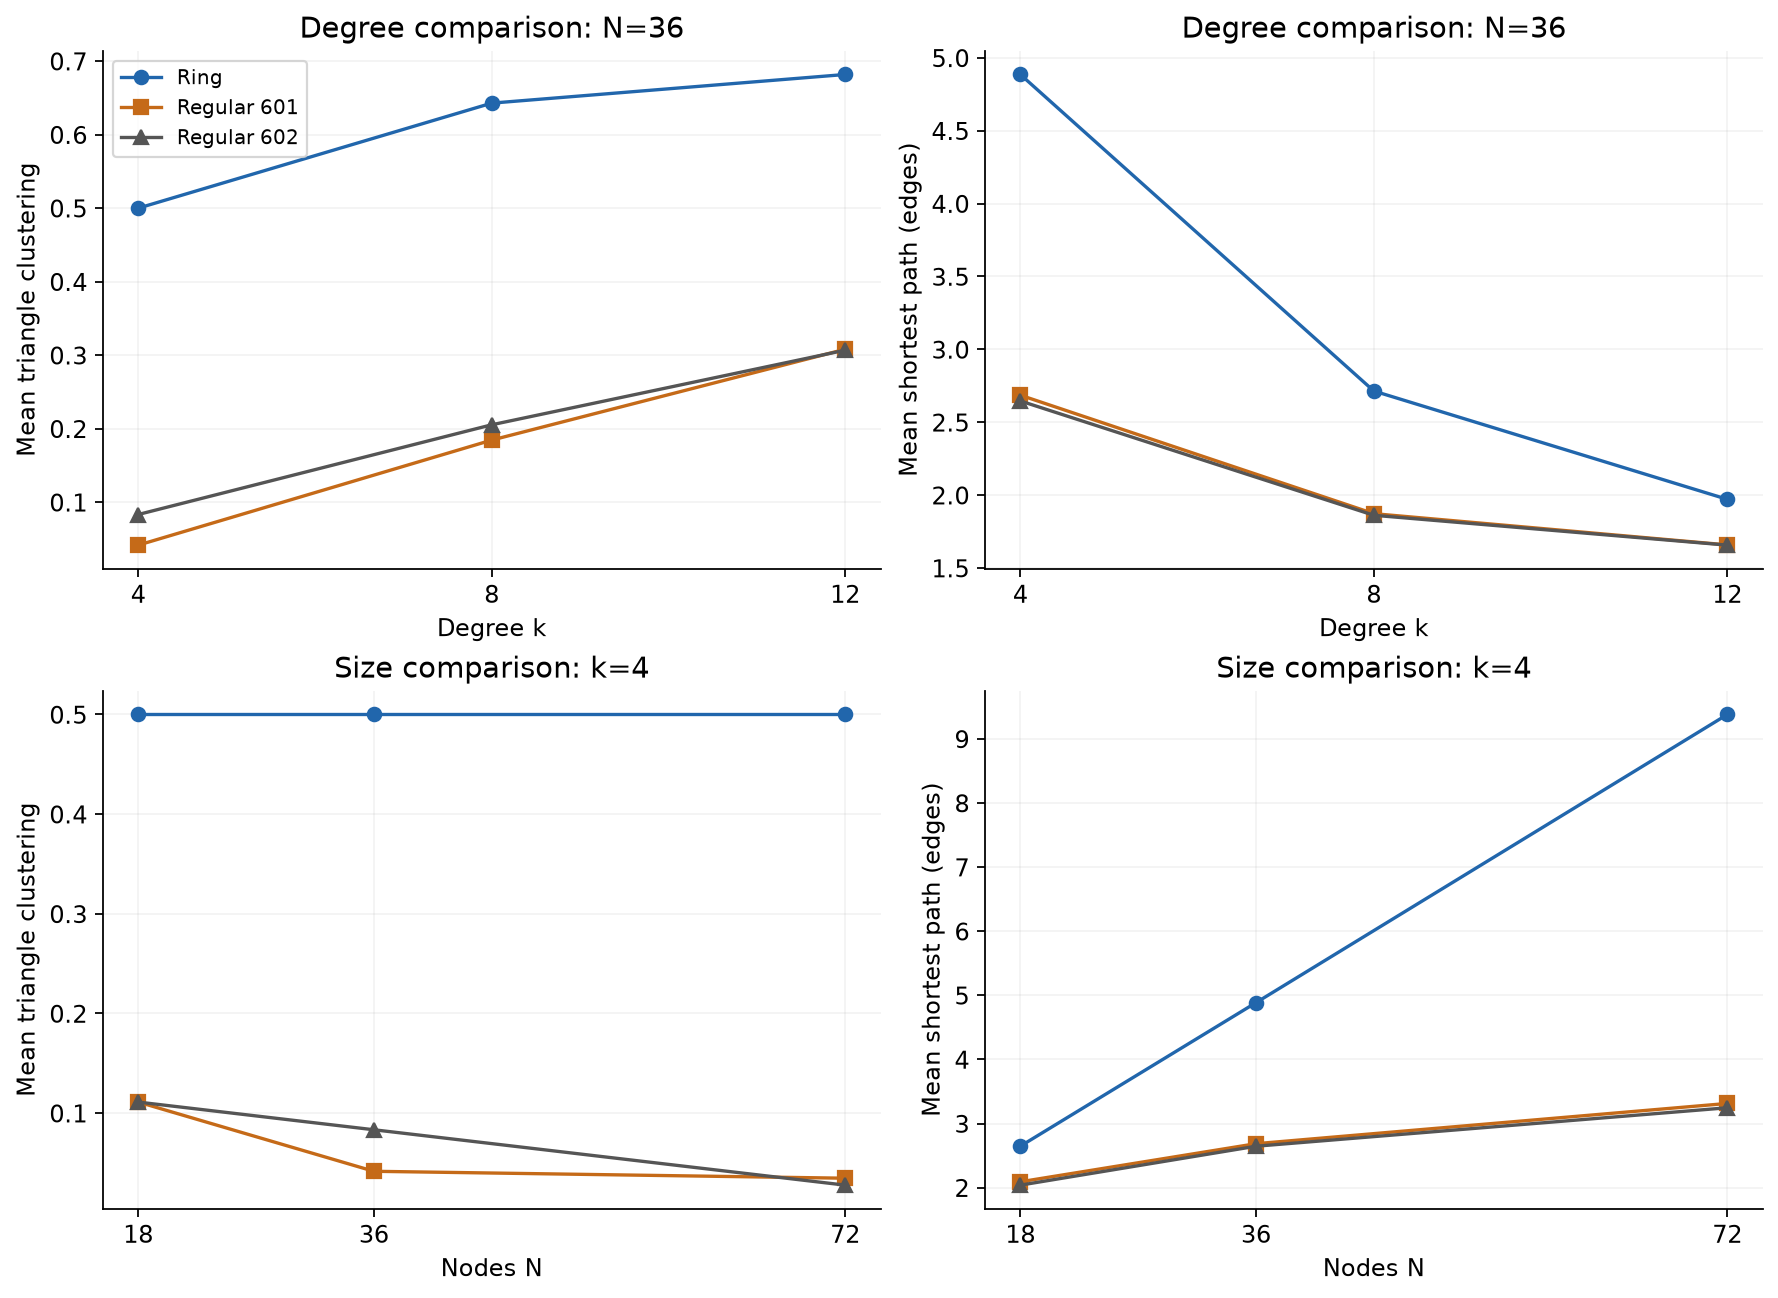 Degree comparison: N=36
0.7
0.6
0.5
0.4
0.3
0.2
0.1
Mean triangle clustering
Ring
Regular 601
Regular 602
4 8 12
Degree k
Degree comparison: N=36
5.0
4.5
4.0
3.5
3.0
2.5
2.0
1.5
Mean shortest path (edges)
4 8 12
Degree k
Size comparison: k=4
0.5
0.4
0.3
0.2
0.1
Mean triangle clustering
18 36 72
Nodes N
Size comparison: k=4
9
8
7
6
5
4
3
2
Mean shortest path (edges)
18 36 72
Nodes N